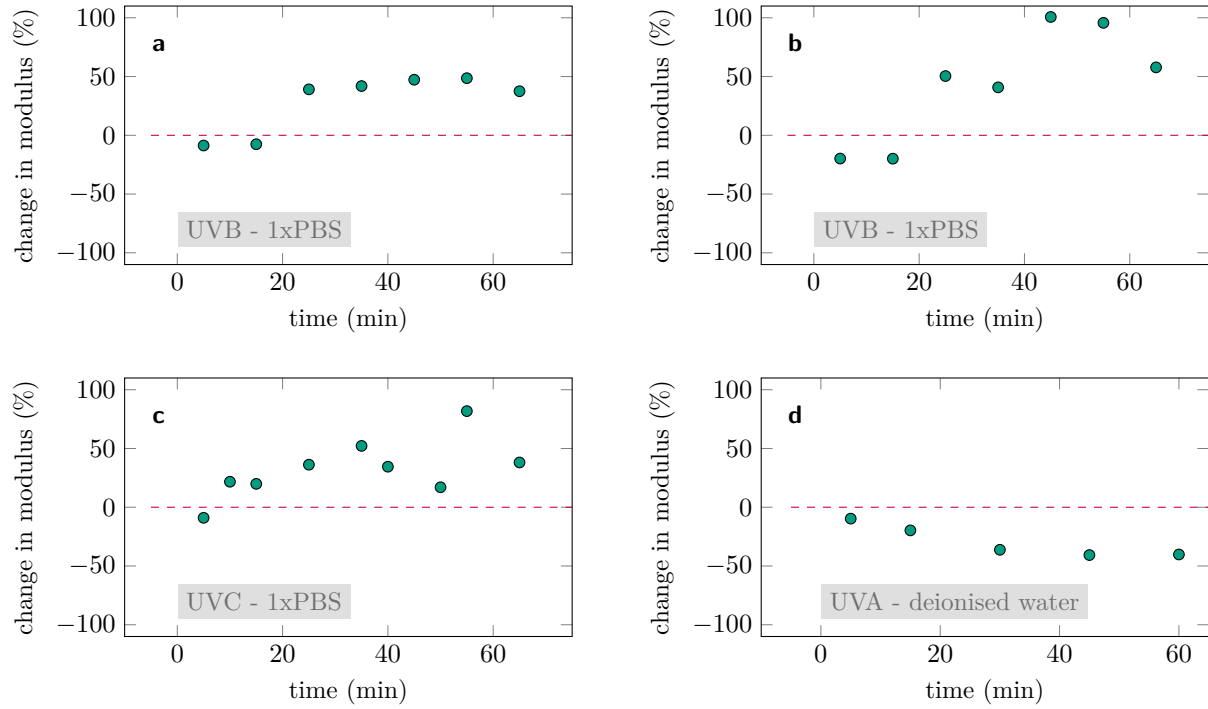 a
100
50
0
−50
−100
change in modulus (%)
UVB - 1xPBS
0 20 40 60
time (min)
b
100
50
0
−50
−100
change in modulus (%)
UVB - 1xPBS
0 20 40 60
time (min)
c
100
50
0
−50
−100
change in modulus (%)
UVC - 1xPBS
0 20 40 60
time (min)
d
100
50
0
−50
−100
change in modulus (%)
UVA - deionised water
0 20 40 60
time (min)